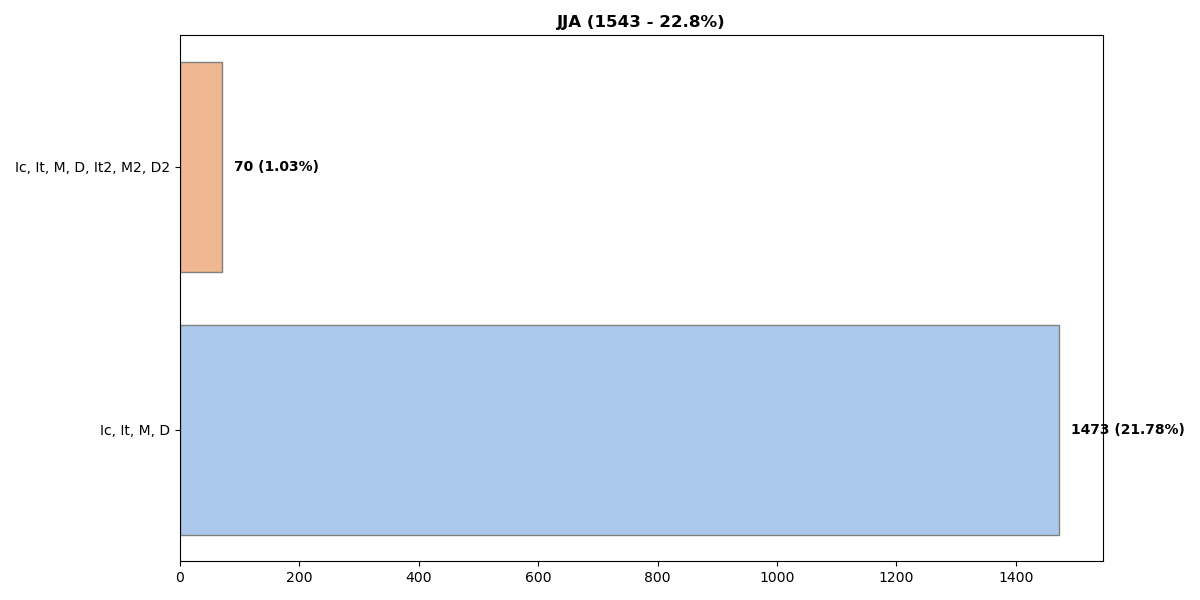 JJA (1543 - 22.8%)
Ic, It, M, D, It2, M2, D2
70 (1.03%)
Ic, It, M, D
1473 (21.78%)
0 200 400 600 800 1000 1200 1400